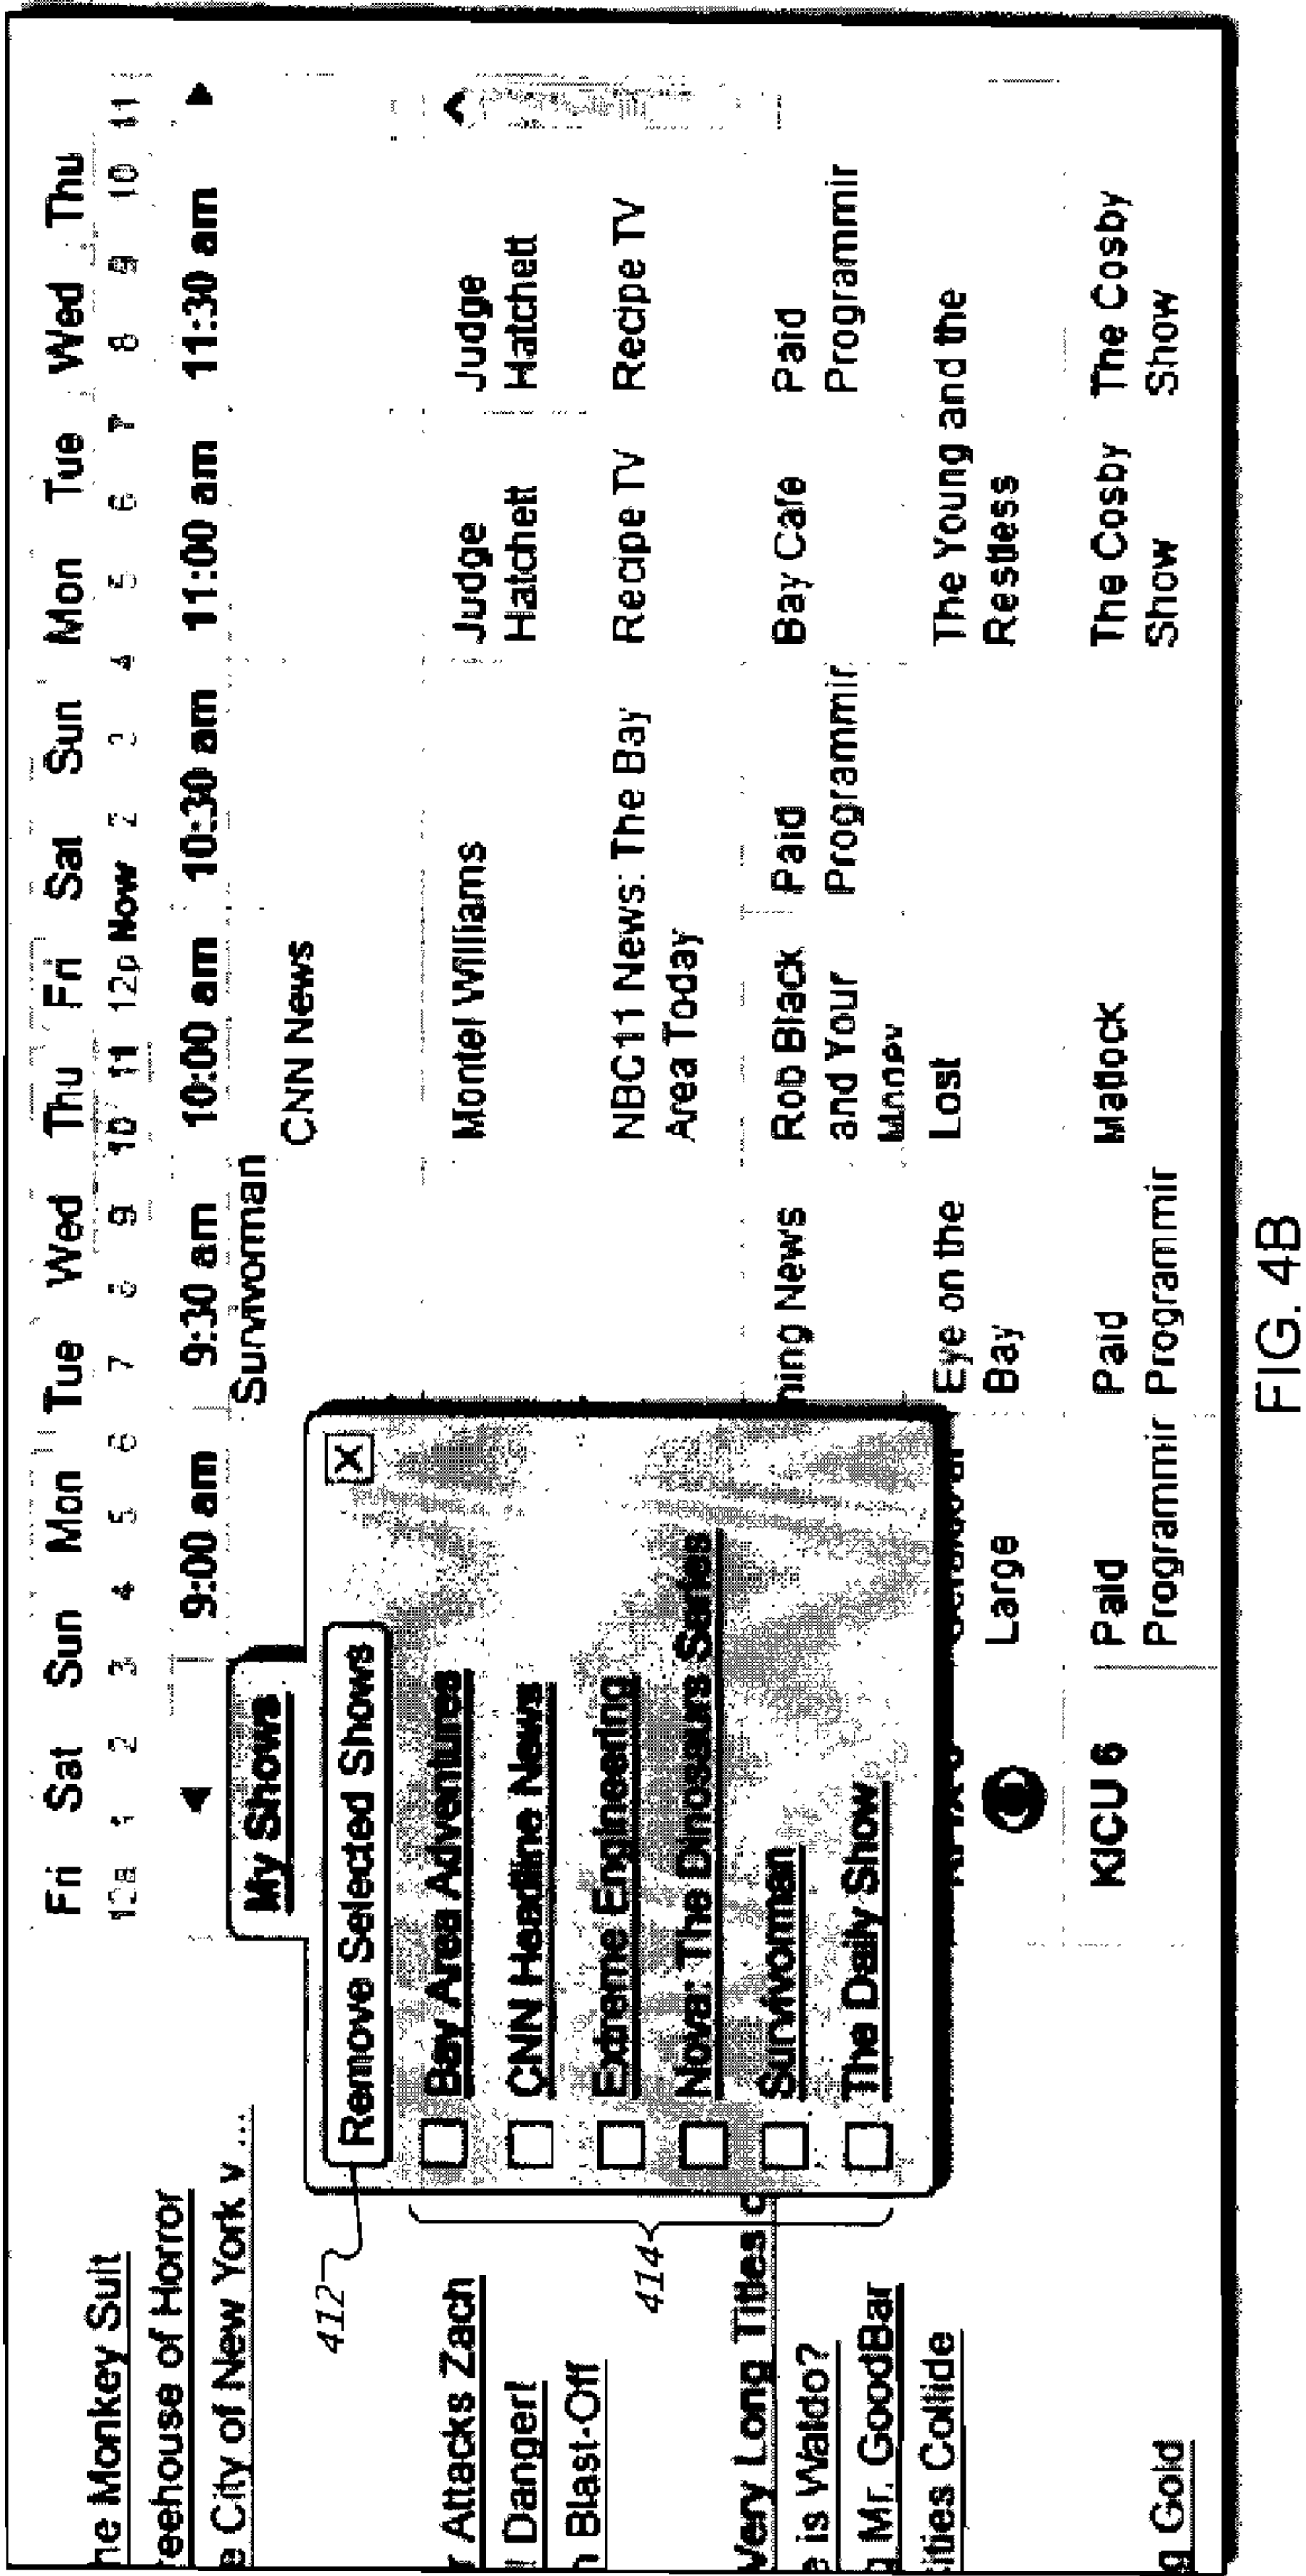 Fri Sat Sun Mon Tue Wed Thu Fri Sat Sun Mon Tue Wed Thu
12a 1 2 3 4 5 6 7 8 9 10 11 12p Now 2 3 4 5 6 7 8 9 10 11
9:00 am 9:30 am 10:00 am 10:30 am 11:00 am 11:30 am
he Monkey Suit
reehouse of Horror
e City of New York v ...
r Attacks Zach
l Danger!
n Blast-Off
Very Long Titles
e is Waldo?
g Mr. GoodBar
ities Collide
g Gold
412
414
My Shows
X
Remove Selected Shows
Bay Area Adventures
CNN Headline News
Extreme Engineering
Nova: The Dinosaurs Series
Survivorman
The Daily Show
Survivorman
CNN News
Montel Williams
Judge
Hatchett
Judge
Hatchett
NBC11 News: The Bay
Area Today
Recipe TV
Recipe TV
ning News
Rob Black
and Your
Money
Paid
Programmir
Bay Cafe
Paid
Programmir
Large
Eye on the
Bay
Lost
The Young and the
Restless
KICU 6
Paid
Programmir
Paid
Programmir
Matlock
The Cosby
Show
The Cosby
Show
FIG. 4B